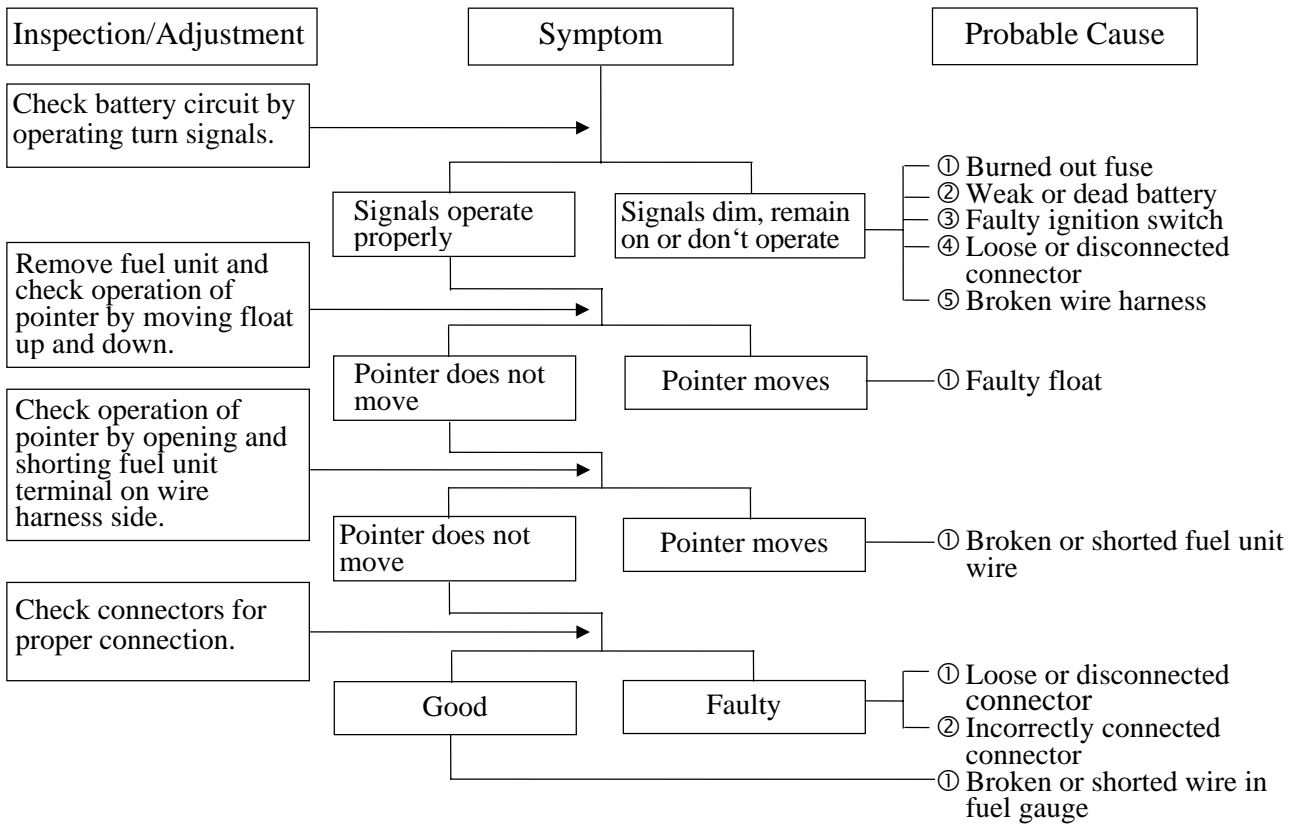 Inspection/Adjustment
Symptom
Probable Cause
Check battery circuit by
operating turn signals.
Signals operate
properly
Signals dim, remain
on or don‘t operate
① Burned out fuse
② Weak or dead battery
③ Faulty ignition switch
④ Loose or disconnected
connector
⑤ Broken wire harness
Remove fuel unit and
check operation of
pointer by moving float
up and down.
Pointer does not
move
Pointer moves
① Faulty float
Check operation of
pointer by opening and
shorting fuel unit
terminal on wire
harness side.
Pointer does not
move
Pointer moves
① Broken or shorted fuel unit
wire
Check connectors for
proper connection.
Good
Faulty
① Loose or disconnected
connector
② Incorrectly connected
connector
① Broken or shorted wire in
fuel gauge